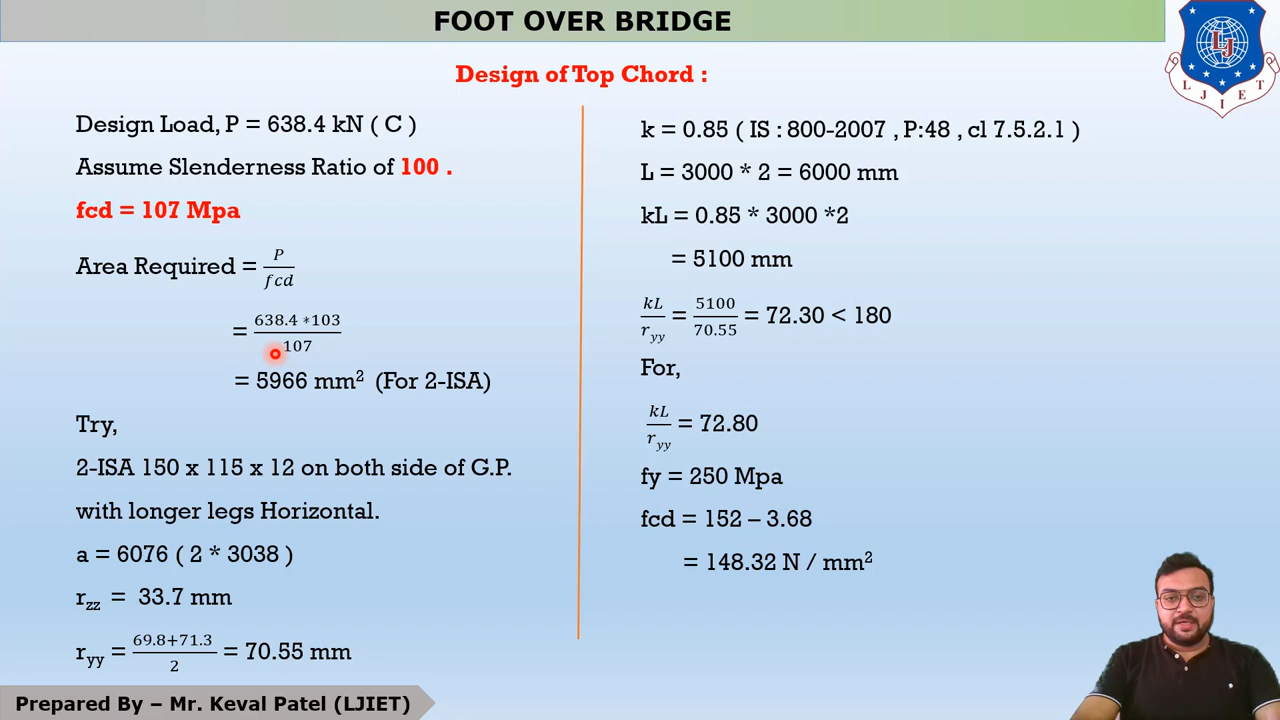 FOOT OVER BRIDGE
LJ
L J I E T
Design of Top Chord :
Design Load, P = 638.4 kN ( C )
Assume Slenderness Ratio of 100 .
fcd = 107 Mpa
Area Required = P/fcd
= 638.4 *103/107
= 5966 mm² (For 2-ISA)
Try,
2-ISA 150 x 115 x 12 on both side of G.P.
with longer legs Horizontal.
a = 6076 ( 2 * 3038 )
rzz = 33.7 mm
ryy = 69.8+71.3/2 = 70.55 mm
k = 0.85 ( IS : 800-2007 , P:48 , cl 7.5.2.1 )
L = 3000 * 2 = 6000 mm
kL = 0.85 * 3000 *2
= 5100 mm
kL/ryy = 5100/70.55 = 72.30 < 180
For,
kL/ryy = 72.80
fy = 250 Mpa
fcd = 152 – 3.68
= 148.32 N / mm²
Prepared By – Mr. Keval Patel (LJIET)